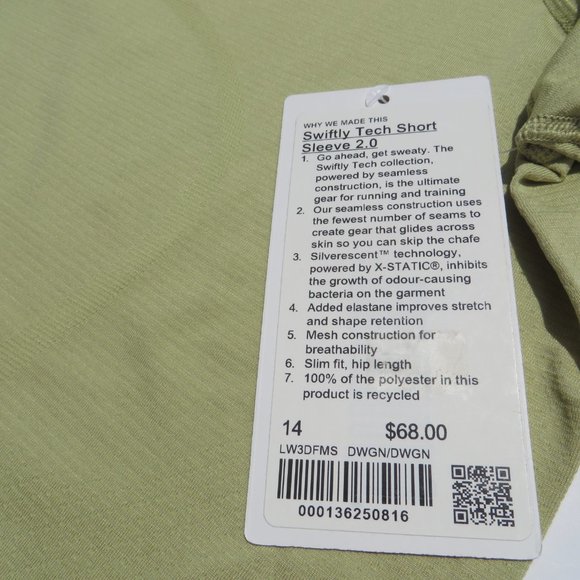 WHY WE MADE THIS
Swiftly Tech Short
Sleeve 2.0
1. Go ahead, get sweaty. The
Swiftly Tech collection,
powered by seamless
construction, is the ultimate
gear for running and training
2. Our seamless construction uses
the fewest number of seams to
create gear that glides across
skin so you can skip the chafe
3. Silverescent™ technology,
powered by X-STATIC®, inhibits
the growth of odour-causing
bacteria on the garment
4. Added elastane improves stretch
and shape retention
5. Mesh construction for
breathability
6. Slim fit, hip length
7. 100% of the polyester in this
product is recycled
14 $68.00
LW3DFMS DWGN/DWGN
000136250816